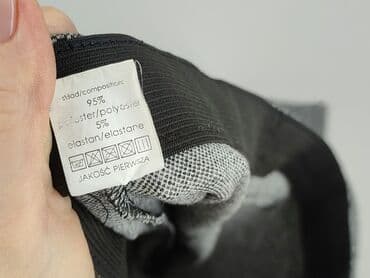 skład/composition:
95%
poliester/polyester
5%
elastan/elastane
JAKOŚĆ PIERWSZA